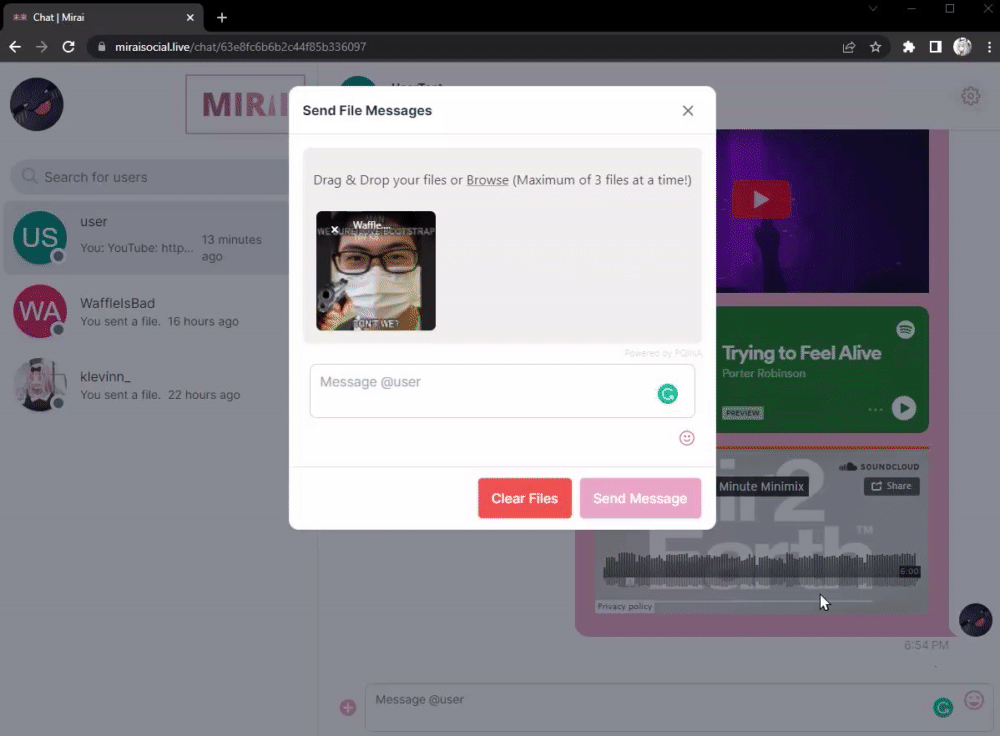 Chat | Mirai
miraisocial.live/chat/63e8fc6b6b2c44f85b336097
MIRAI
Search for users
US
user
You: YouTube: http...
13 minutes ago
WA
WaffleIsBad
You sent a file. 16 hours ago
klevinn_
You sent a file. 22 hours ago
UserTest
Send File Messages
Drag & Drop your files or Browse (Maximum of 3 files at a time!)
Waffle...
DON'T WE?
Powered by PQINA
Message @user
Clear Files
Send Message
Trying to Feel Alive
Porter Robinson
PREVIEW
SOUNDCLOUD
Minute Minimix
Share
Earth
TM
6:00
Privacy policy
6:54 PM
Message @user